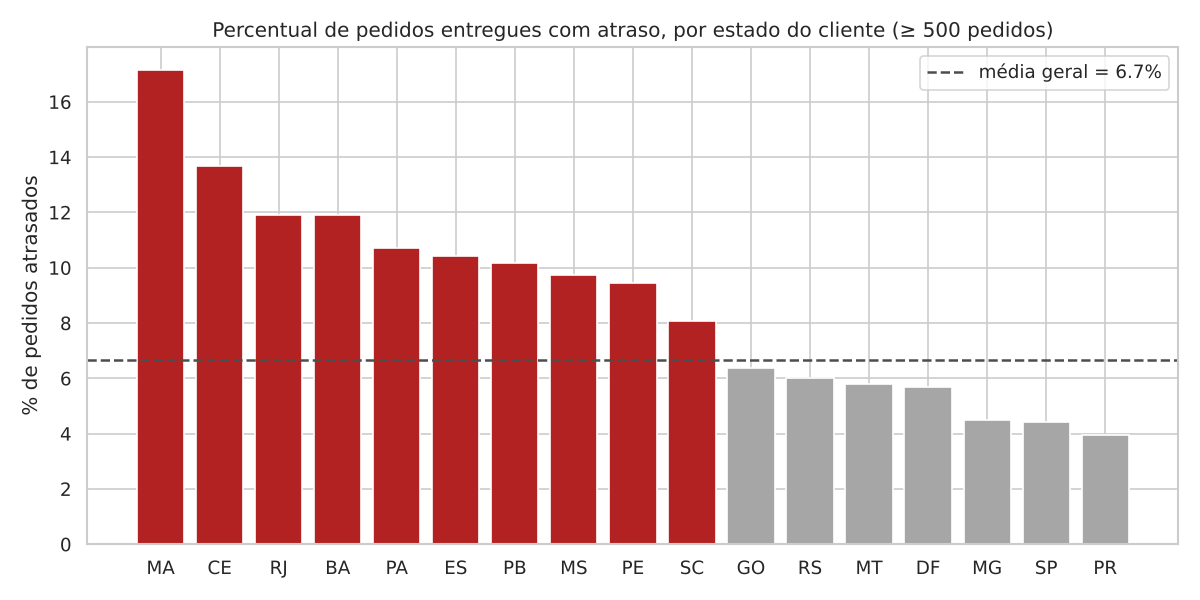 Percentual de pedidos entregues com atraso, por estado do cliente (≥ 500 pedidos)
média geral = 6.7%
% de pedidos atrasados
16
14
12
10
8
6
4
2
0
MA CE RJ BA PA ES PB MS PE SC GO RS MT DF MG SP PR